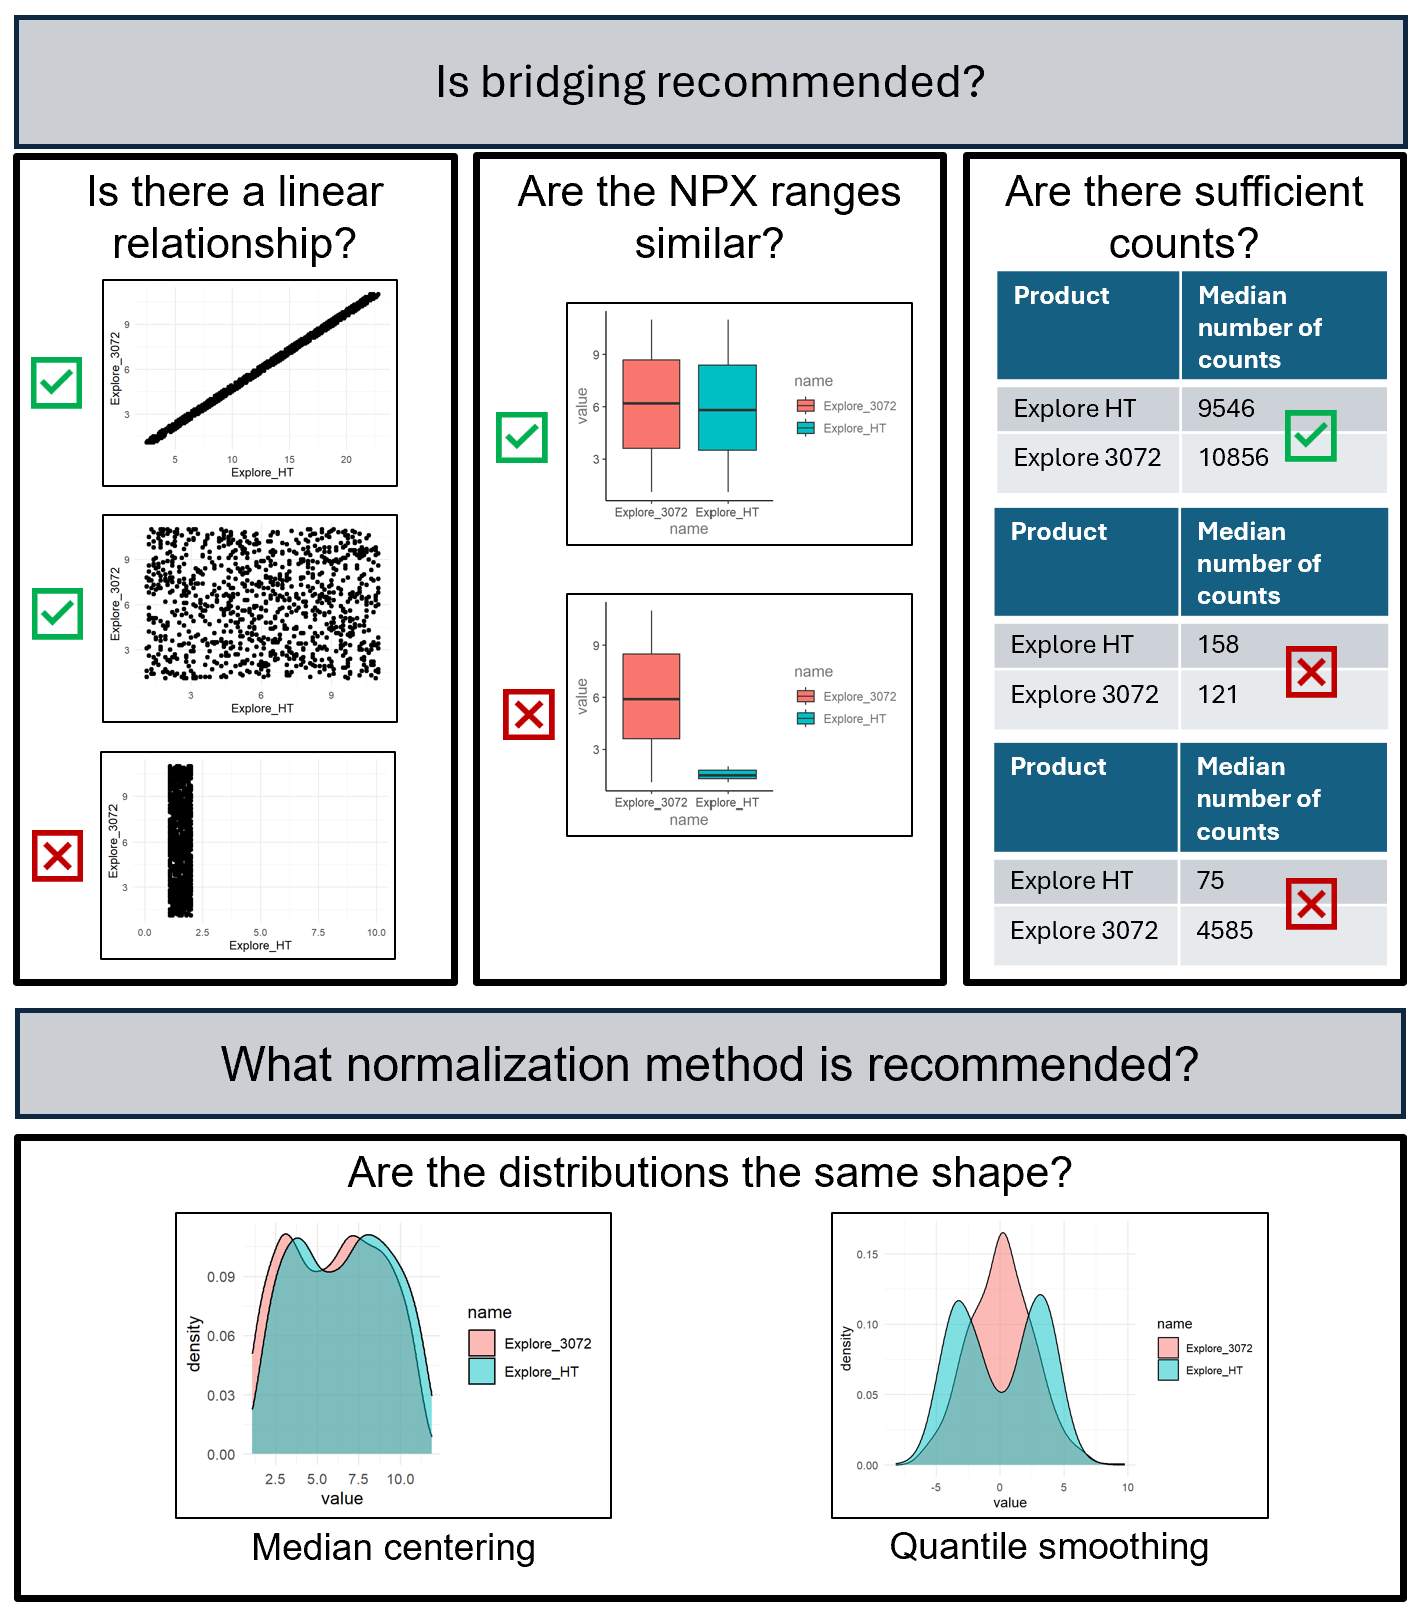 Is bridging recommended?
Is there a linear
relationship?
Explore_3072
9
6
3
5
10
15
20
Explore_HT
Explore_3072
9
6
3
3
6
9
Explore_HT
Explore_3072
9
6
3
0.0
2.5
5.0
7.5
10.0
Explore_HT
Are the NPX ranges
similar?
value
9
6
3
Explore_3072
Explore_HT
name
name
Explore_3072
Explore_HT
value
9
6
3
Explore_3072
Explore_HT
name
name
Explore_3072
Explore_HT
Are there sufficient
counts?
Product
Median
number of
counts
Explore HT
9546
Explore 3072
10856
Product
Median
number of
counts
Explore HT
158
Explore 3072
121
Product
Median
number of
counts
Explore HT
75
Explore 3072
4585
What normalization method is recommended?
Are the distributions the same shape?
density
0.09
0.06
0.03
0.00
2.5
5.0
7.5
10.0
value
name
Explore_3072
Explore_HT
Median centering
density
0.15
0.10
0.05
0.00
-5
0
5
10
value
name
Explore_3072
Explore_HT
Quantile smoothing